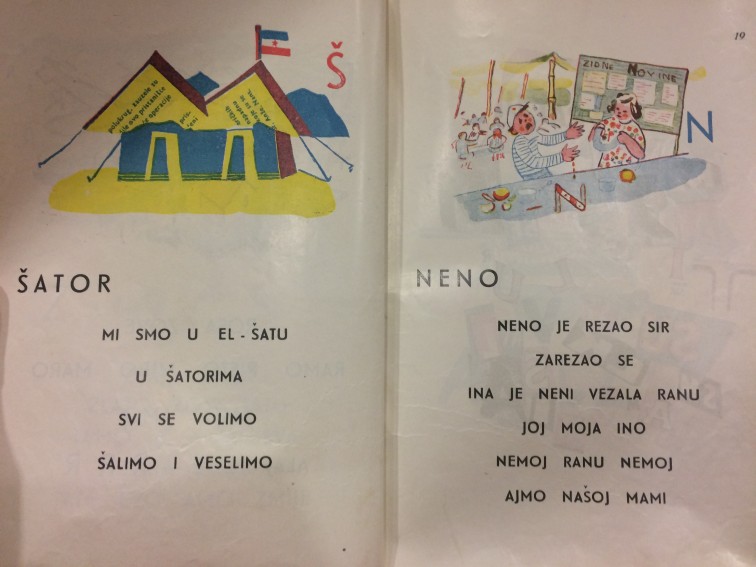 Š
ŠATOR
MI SMO U EL-ŠATU
U ŠATORIMA
SVI SE VOLIMO
ŠALIMO I VESELIMO
19
ZIDNE NOVINE
N
N
NENO
NENO JE REZAO SIR
ZAREZAO SE
INA JE NENI VEZALA RANU
JOJ MOJA INO
NEMOJ RANU NEMOJ
AJMO NAŠOJ MAMI